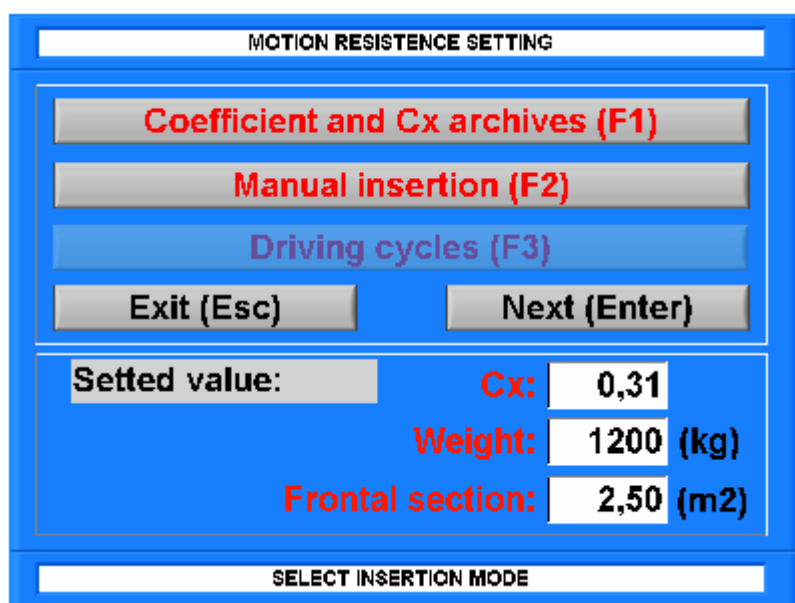 MOTION RESISTENCE SETTING
Coefficient and Cx archives (F1)
Manual insertion (F2)
Driving cycles (F3)
Exit (Esc) Next (Enter)
Setted value: Cx: 0,31
Weight: 1200 (kg)
Frontal section: 2,50 (m2)
SELECT INSERTION MODE